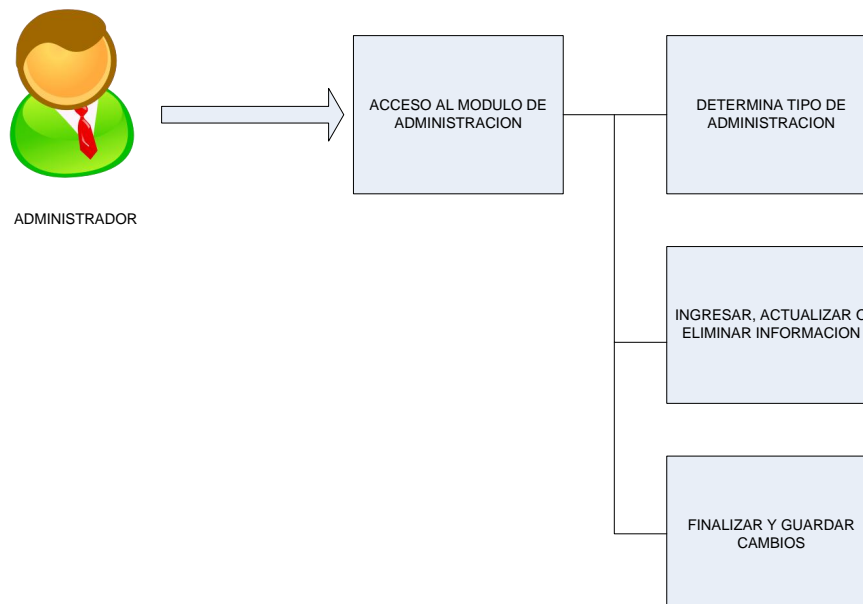 ADMINISTRADOR
ACCESO AL MODULO DE
ADMINISTRACION
DETERMINA TIPO DE
ADMINISTRACION
INGRESAR, ACTUALIZAR
ELIMINAR INFORMACION
FINALIZAR Y GUARDAR
CAMBIOS